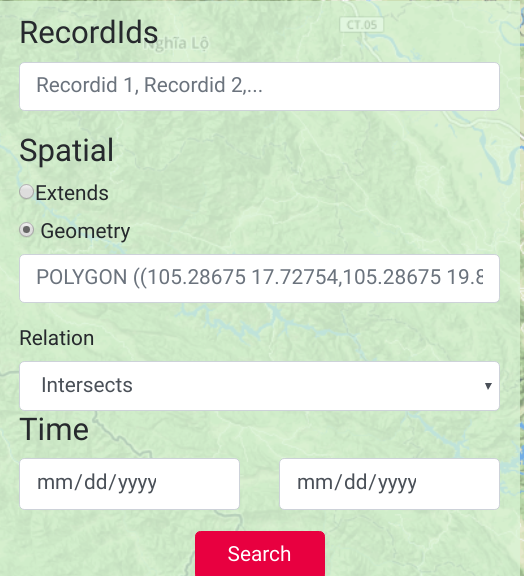 RecordIds
CT.05
Nghĩa Lộ
Recordid 1, Recordid 2,...
Spatial
Extends
Geometry
POLYGON ((105.28675 17.72754,105.28675 19.8
Relation
Intersects
Time
mm/dd/yyyy mm/dd/yyyy
Search